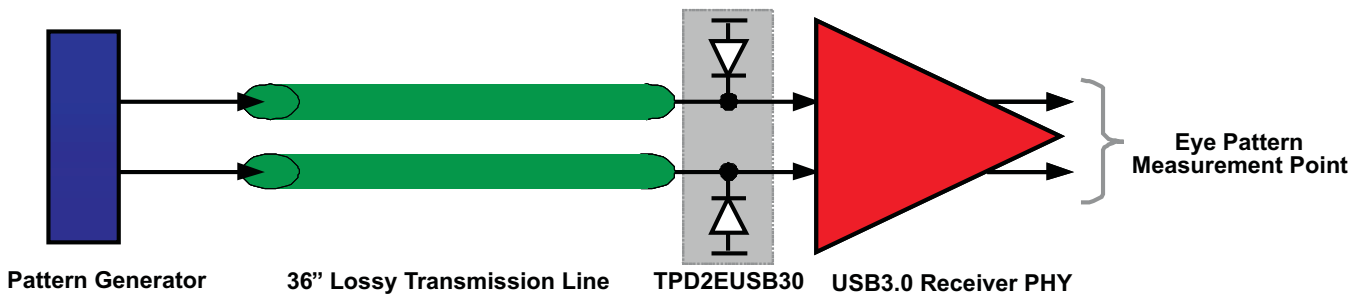 Eye Pattern
Measurement Point
Pattern Generator
36” Lossy Transmission Line
TPD2EUSB30
USB3.0 Receiver PHY